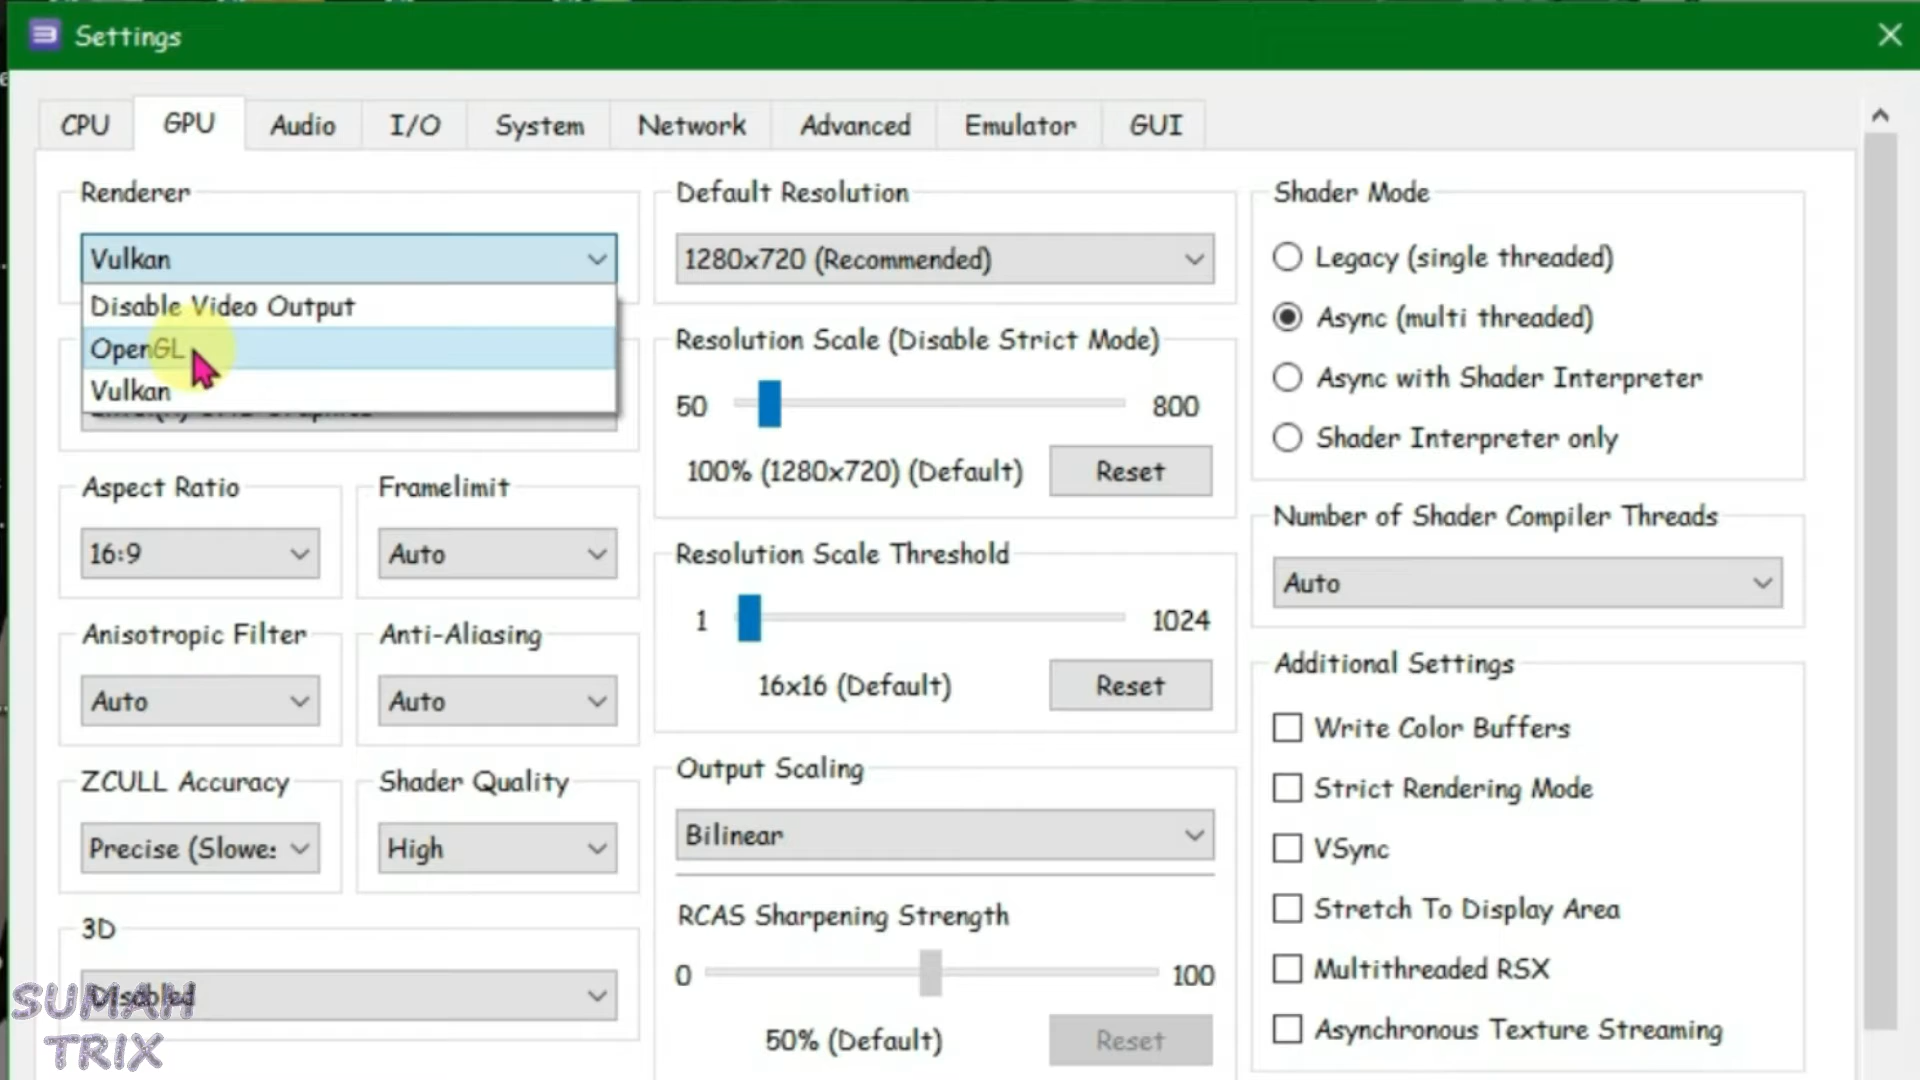 Settings
CPU GPU Audio I/O System Network Advanced Emulator GUI
Renderer
Vulkan
Disable Video Output
OpenGL
Vulkan
Aspect Ratio
16:9
Framelimit
Auto
Anisotropic Filter
Auto
Anti-Aliasing
Auto
ZCULL Accuracy
Precise (Slowes
Shader Quality
High
3D
Disabled
Default Resolution
1280x720 (Recommended)
Resolution Scale (Disable Strict Mode)
50 800
100% (1280x720) (Default) Reset
Resolution Scale Threshold
1 1024
16x16 (Default) Reset
Output Scaling
Bilinear
RCAS Sharpening Strength
0 100
50% (Default) Reset
Shader Mode
Legacy (single threaded)
Async (multi threaded)
Async with Shader Interpreter
Shader Interpreter only
Number of Shader Compiler Threads
Auto
Additional Settings
Write Color Buffers
Strict Rendering Mode
VSync
Stretch To Display Area
Multithreaded RSX
Asynchronous Texture Streaming
SUMAH
TRIX